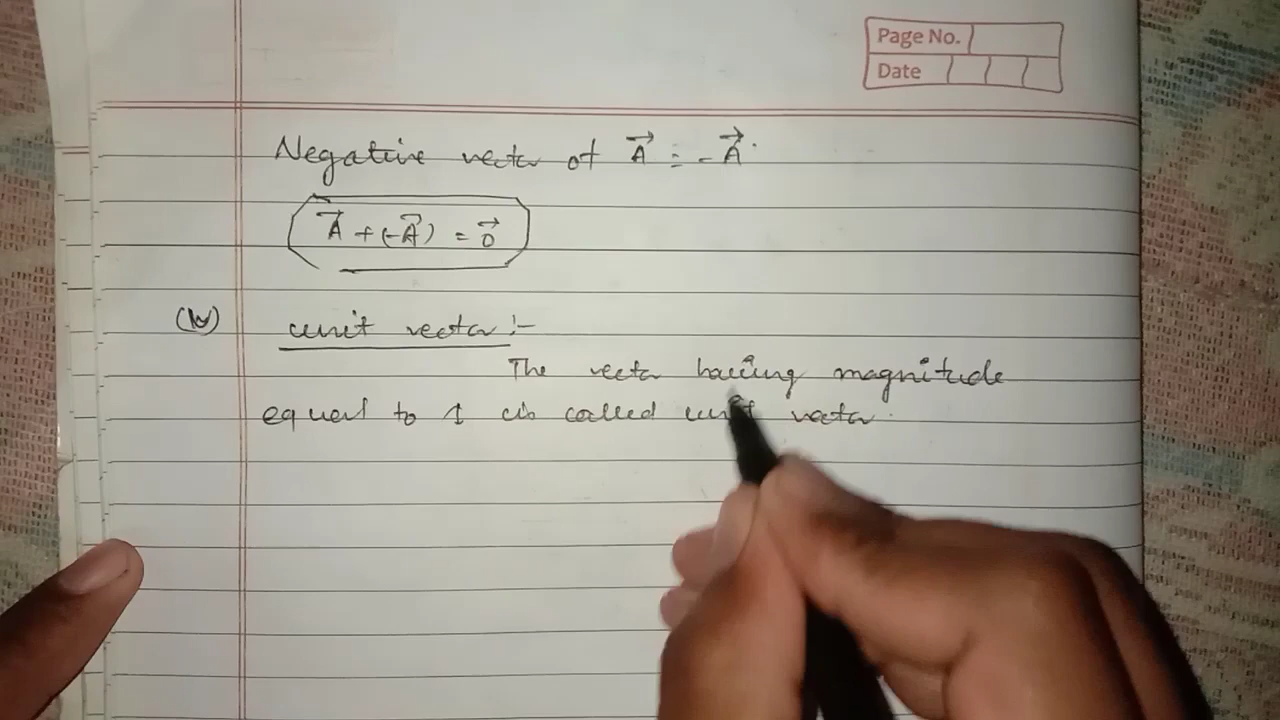 Page No.
Date
Negative vector of A⃗ = -A⃗.
A⃗ + (-A⃗) = 0⃗
(iv) unit vector :-
The vector having magnitude
equal to 1 is called unit vector.